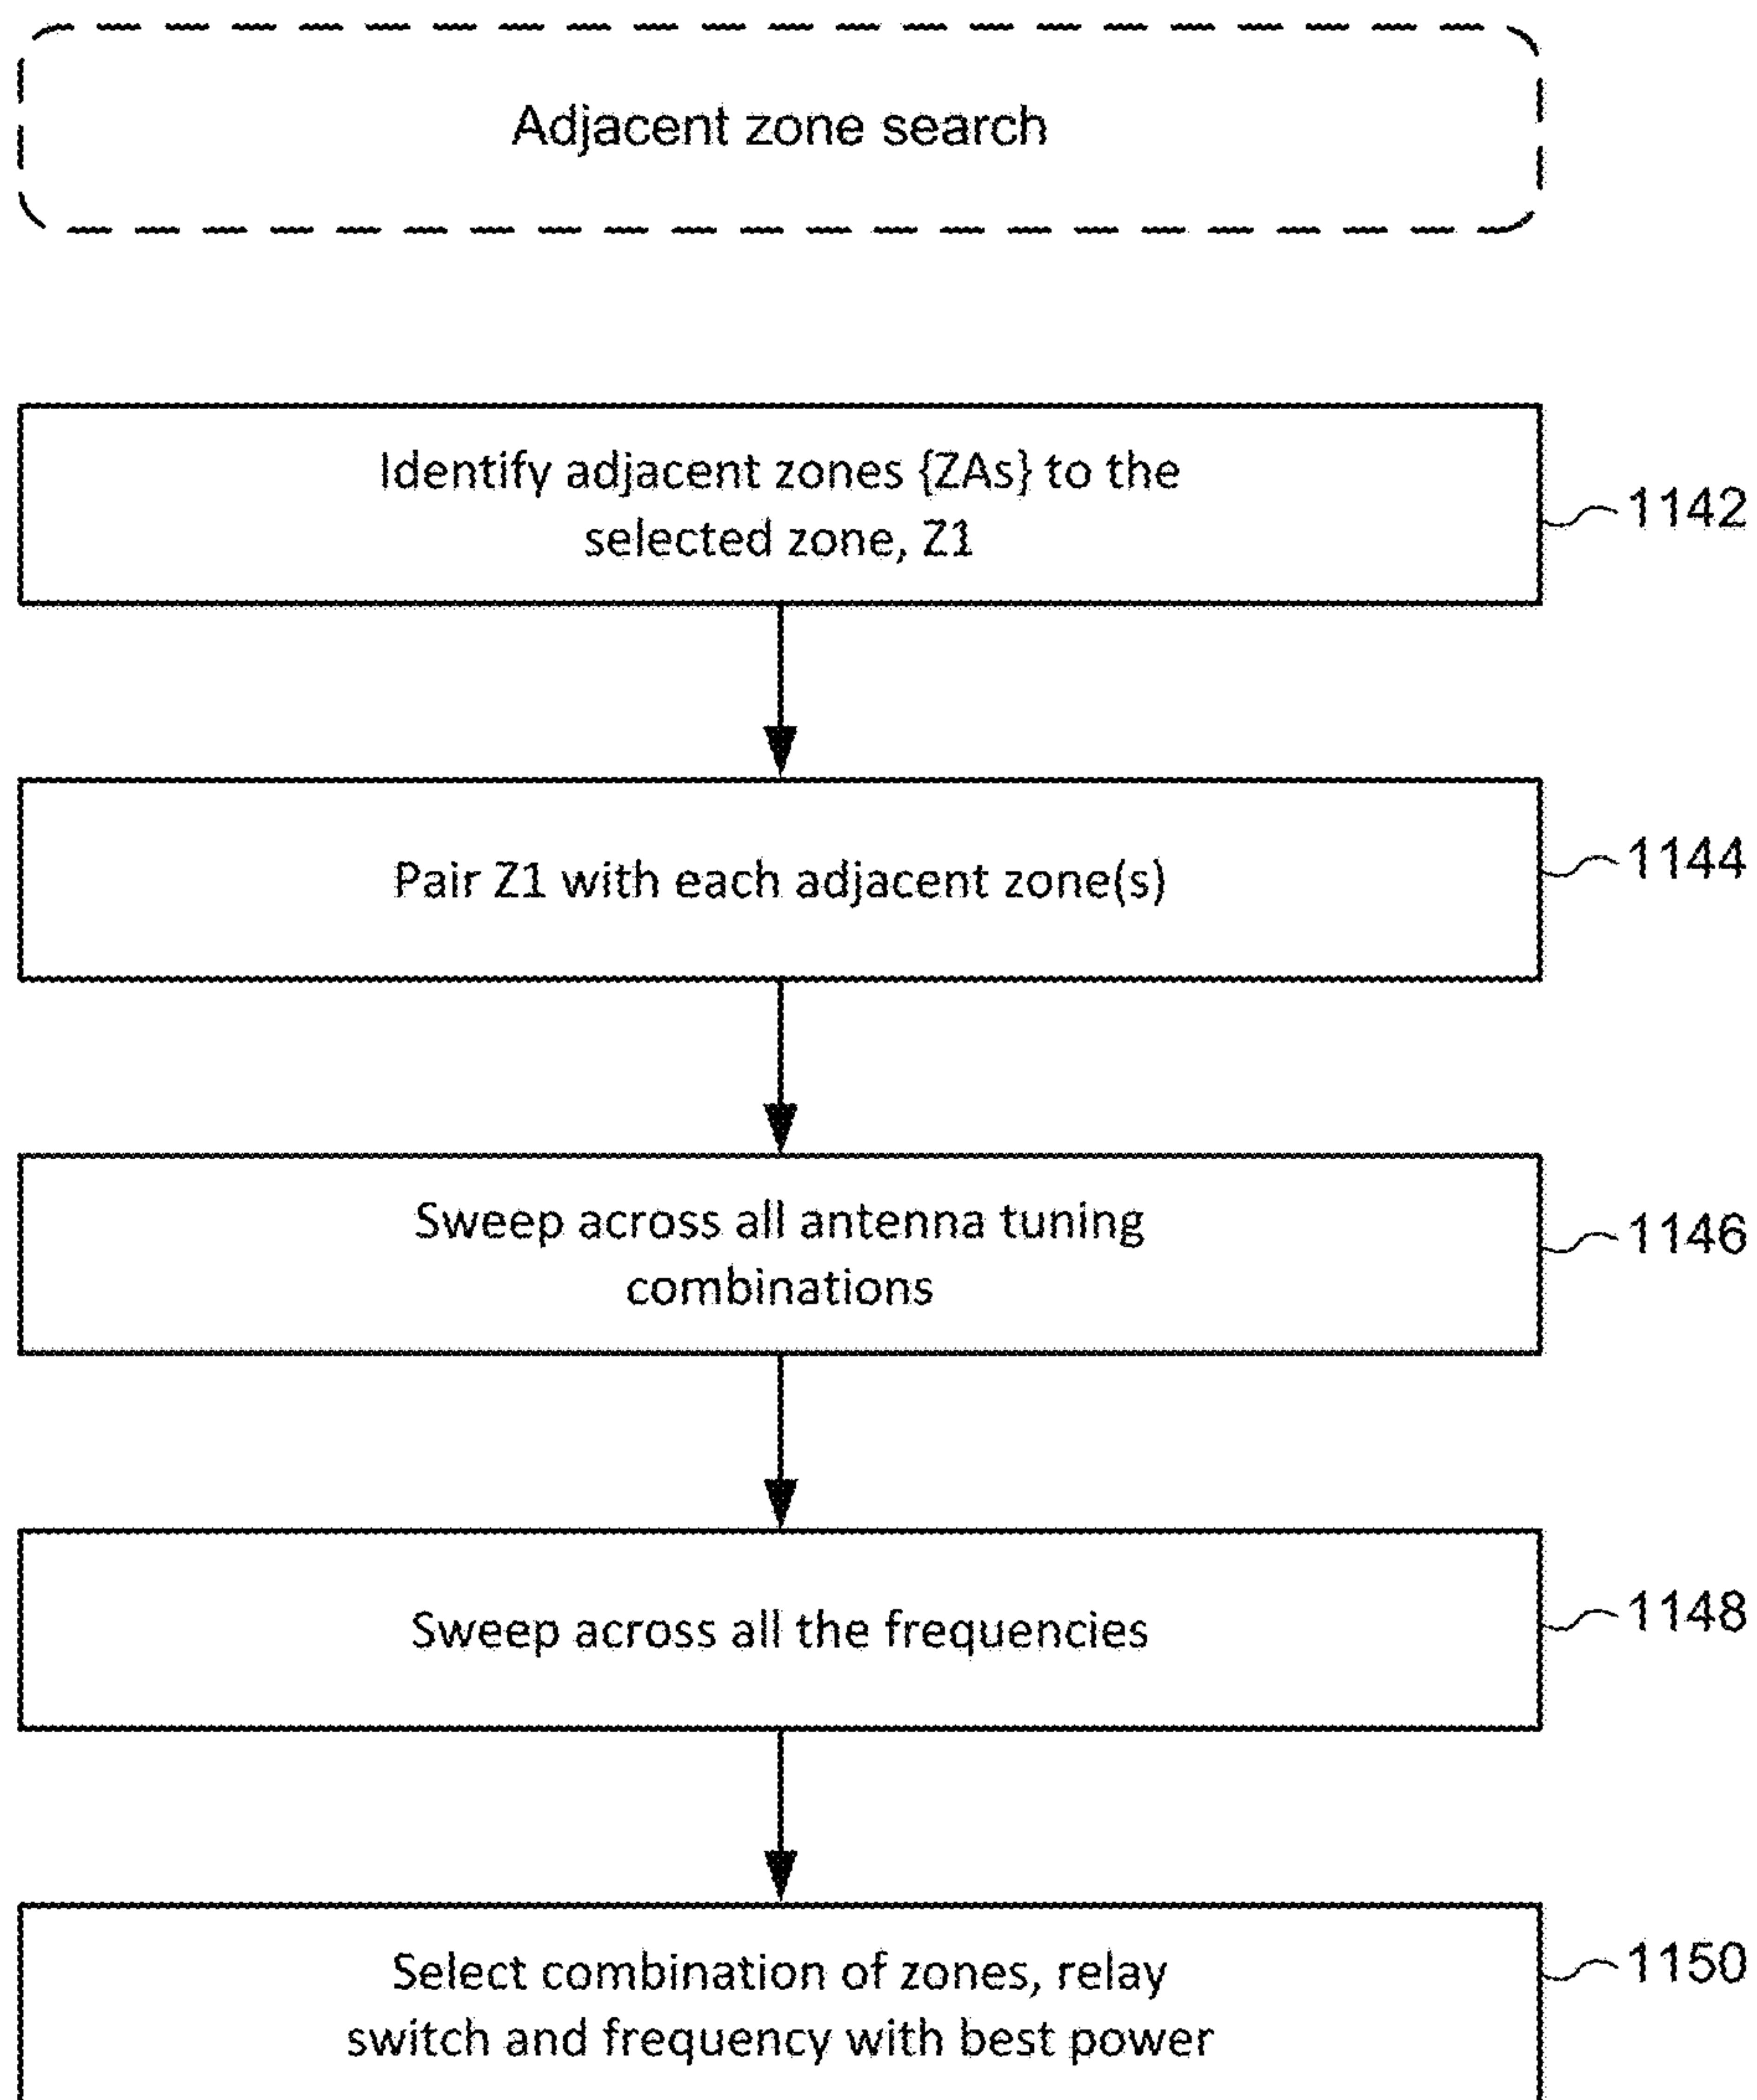 Adjacent zone search
Identify adjacent zones {ZAs} to the
selected zone, Z1
1142
Pair Z1 with each adjacent zone(s)
1144
Sweep across all antenna tuning
combinations
1146
Sweep across all the frequencies
1148
Select combination of zones, relay
switch and frequency with best power
1150